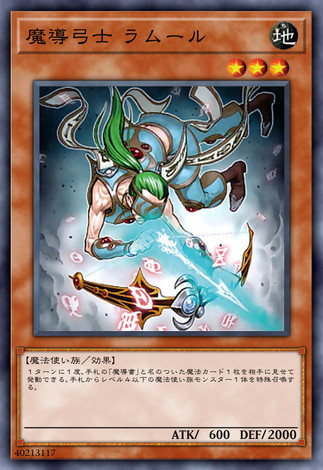 魔導弓士 ラムール
地
【魔法使い族／効果】
１ターンに１度、手札の「魔導書」と名のついた魔法カード１枚を相手に見せて
発動できる。手札からレベル４以下の魔法使い族モンスター１体を特殊召喚す
る。
ATK/ 600 DEF/2000
40213117